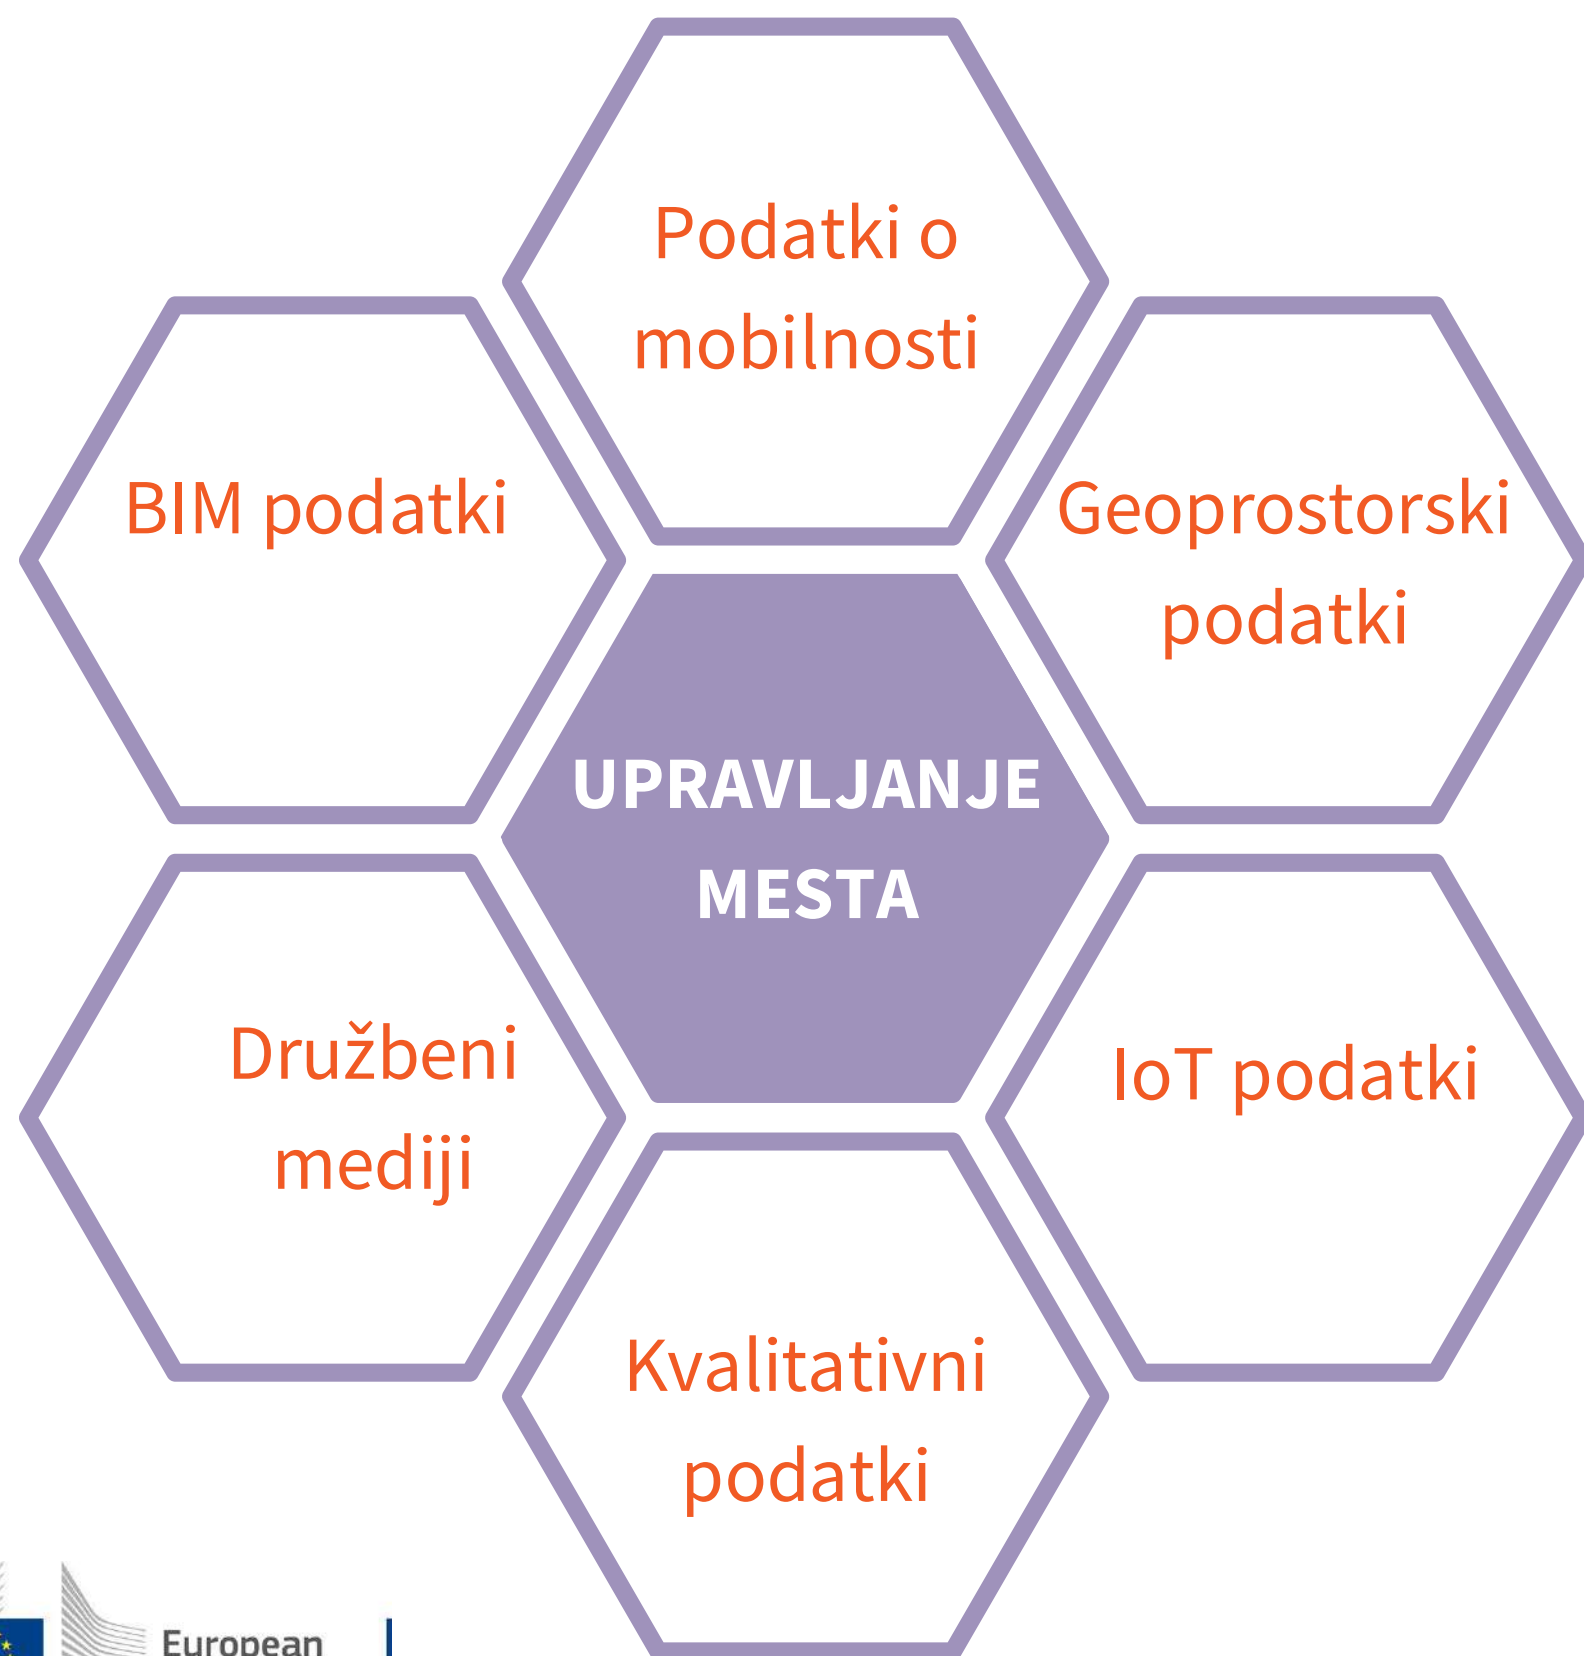 Podatki o
mobilnosti
BIM podatki
Geoprostorski
podatki
UPRAVLJANJE
MESTA
Družbeni
mediji
IoT podatki
Kvalitativni
podatki
European